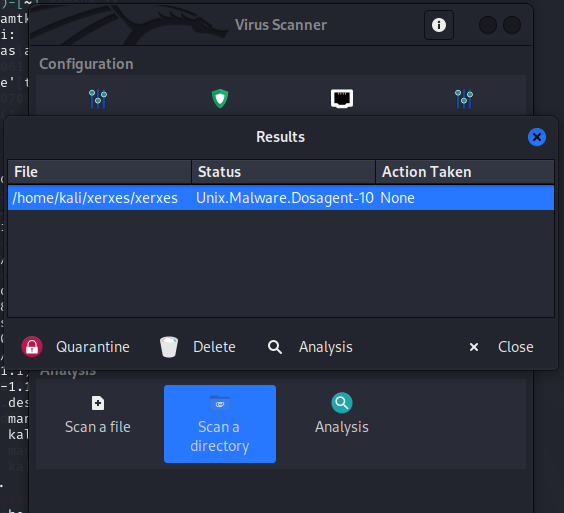 )-[~]
amtk
Virus Scanner
i:
as a
Configuration
e' t
Results
File Status Action Taken
/home/kali/xerxes/xerxes Unix.Malware.Dosagent-10 None
Quarantine Delete Analysis Close
Analysis
1.1,
-1.1
des
mar
kal
Scan a file Scan a directory Analysis